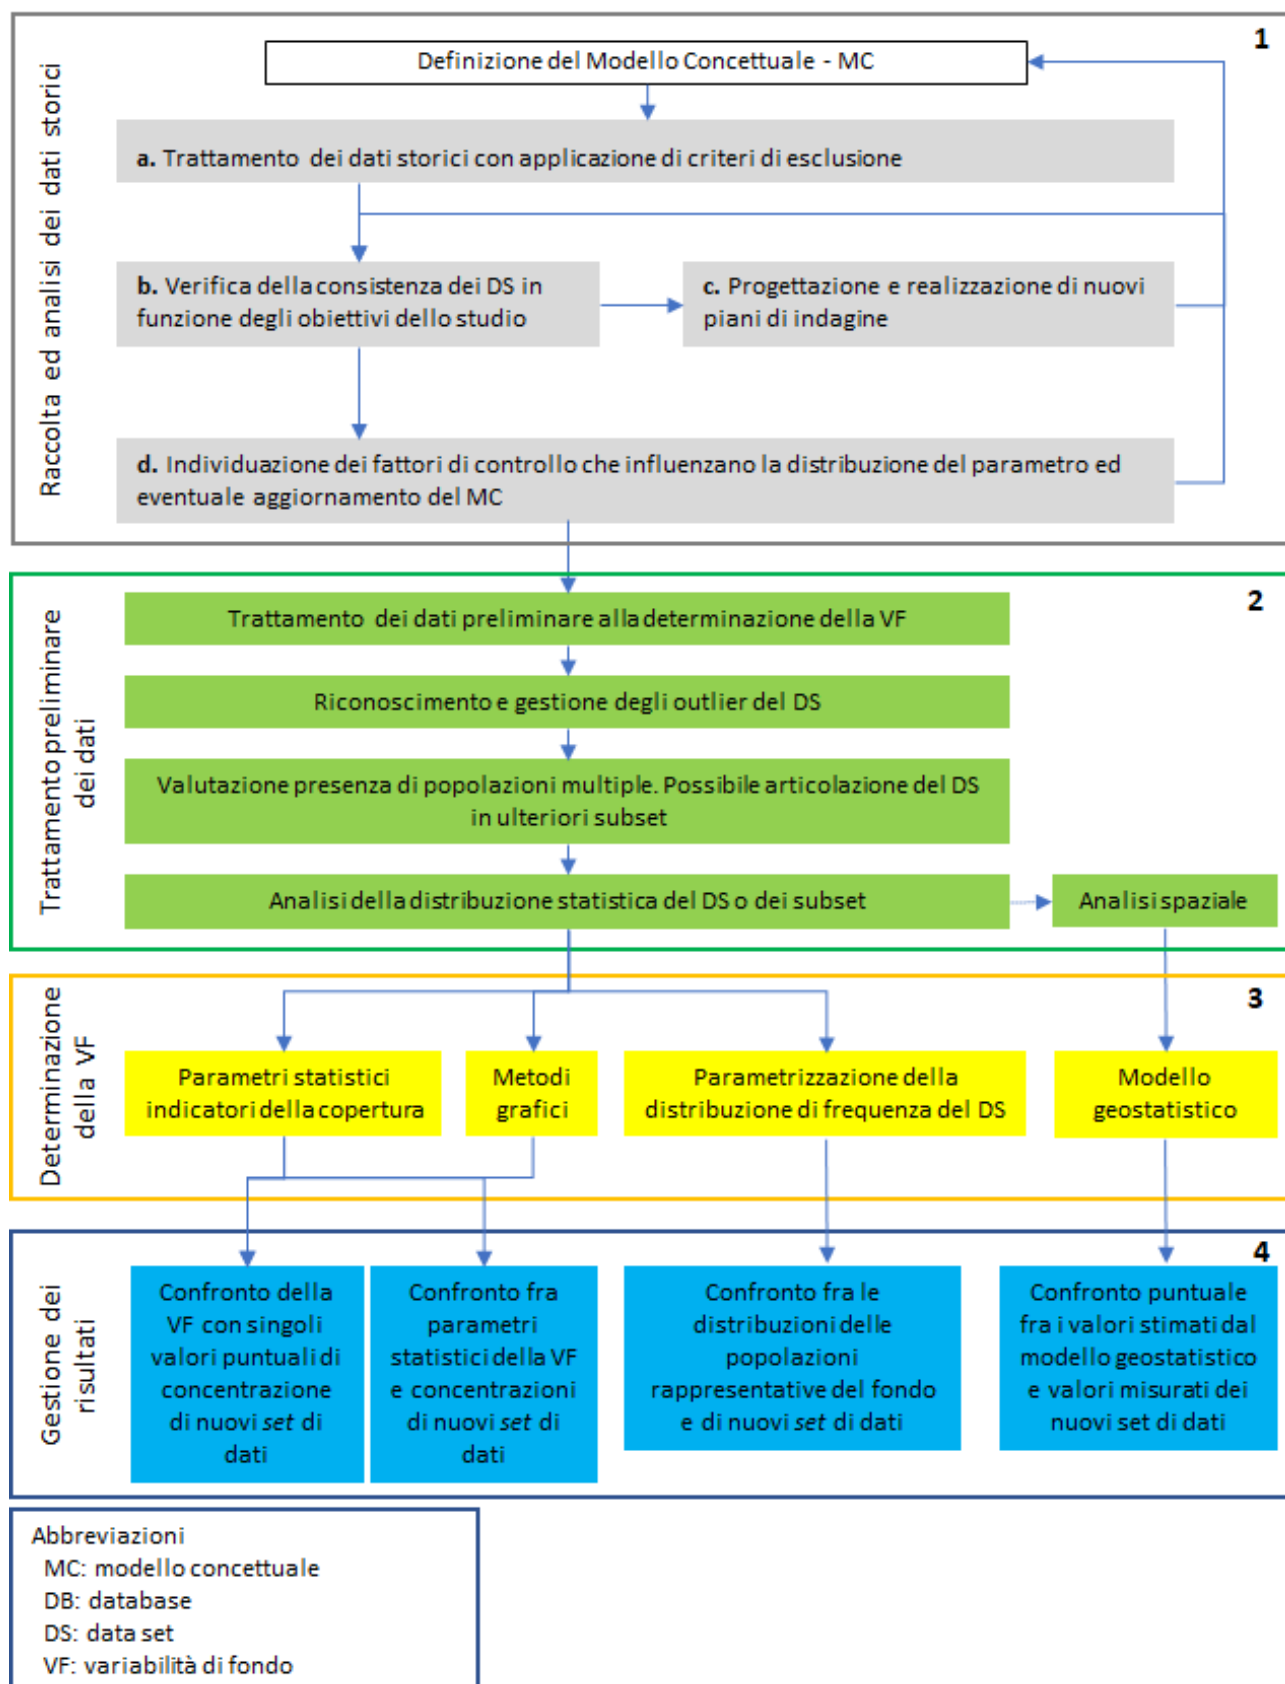 1
Raccolta ed analisi dei dati storici
Definizione del Modello Concettuale - MC
a. Trattamento dei dati storici con applicazione di criteri di esclusione
b. Verifica della consistenza dei DS in
funzione degli obiettivi dello studio
c. Progettazione e realizzazione di nuovi
piani di indagine
d. Individuazione dei fattori di controllo che influenzano la distribuzione del parametro ed
eventuale aggiornamento del MC
2
Trattamento preliminare
dei dati
Trattamento dei dati preliminare alla determinazione della VF
Riconoscimento e gestione degli outlier del DS
Valutazione presenza di popolazioni multiple. Possibile articolazione del DS
in ulteriori subset
Analisi della distribuzione statistica del DS o dei subset
Analisi spaziale
3
Determinazione
della VF
Parametri statistici
indicatori della copertura
Metodi
grafici
Parametrizzazione della
distribuzione di frequenza del DS
Modello
geostatistico
4
Gestione dei
risultati
Confronto della
VF con singoli
valori puntuali di
concentrazione
di nuovi set di
dati
Confronto fra
parametri
statistici della VF
e concentrazioni
di nuovi set di
dati
Confronto fra le
distribuzioni delle
popolazioni
rappresentative del fondo
e di nuovi set di dati
Confronto puntuale
fra i valori stimati dal
modello geostatistico
e valori misurati dei
nuovi set di dati
Abbreviazioni
MC: modello concettuale
DB: database
DS: data set
VF: variabilità di fondo